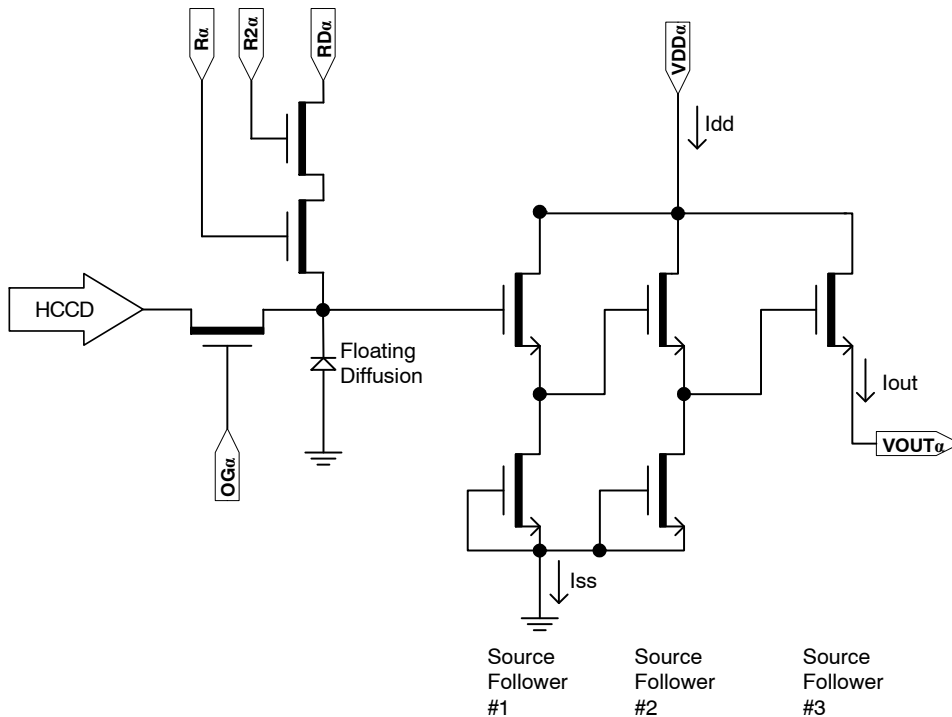 Rα
R2α
RDα
VDDα
Idd
HCCD
Floating
Diffusion
Iout
VOUTα
OGα
Iss
Source
Follower
#1
Source
Follower
#2
Source
Follower
#3